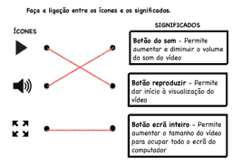 Faça a ligação entre os ícones e os significados.
SIGNIFICADOS
ÍCONES
Botão do som - Permite
aumentar e diminuir o volume
do som do vídeo
Botão reproduzir - Permite
dar início à visualização do
vídeo
Botão ecrã inteiro - Permite
aumentar o tamanho do vídeo
para ocupar todo o ecrã do
computador